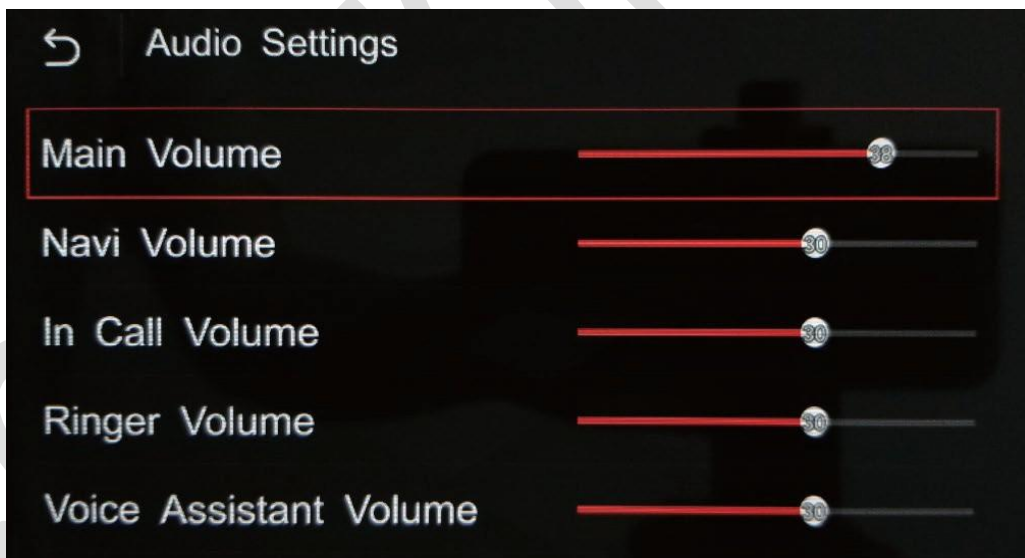 Audio Settings
Main Volume 38
Navi Volume 30
In Call Volume 30
Ringer Volume 30
Voice Assistant Volume 30